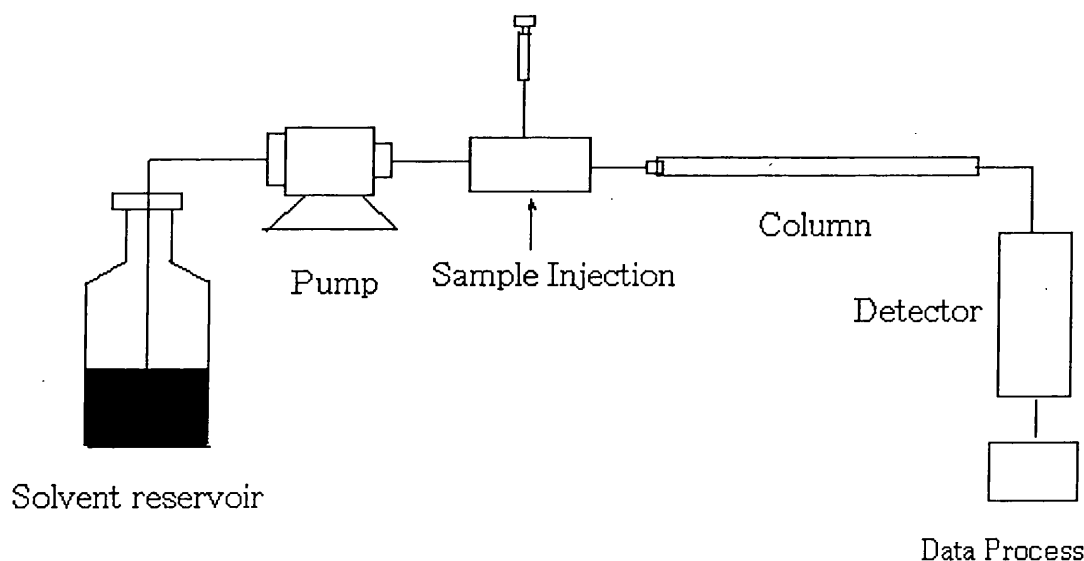 Pump
Sample Injection
Column
Detector
Solvent reservoir
Data Process